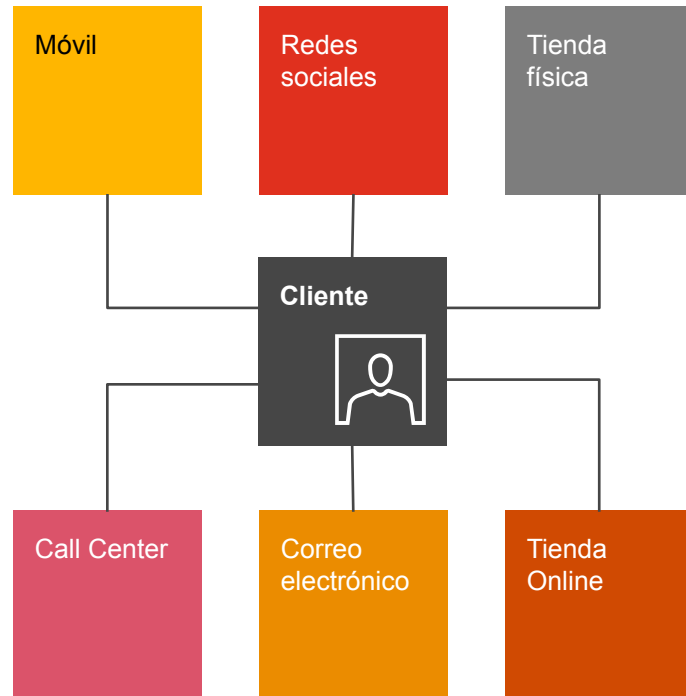 Móvil
Redes
sociales
Tienda
física
Cliente
Call Center
Correo
electrónico
Tienda
Online